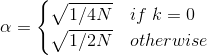 α = { √1/4N if k = 0
√1/2N otherwise